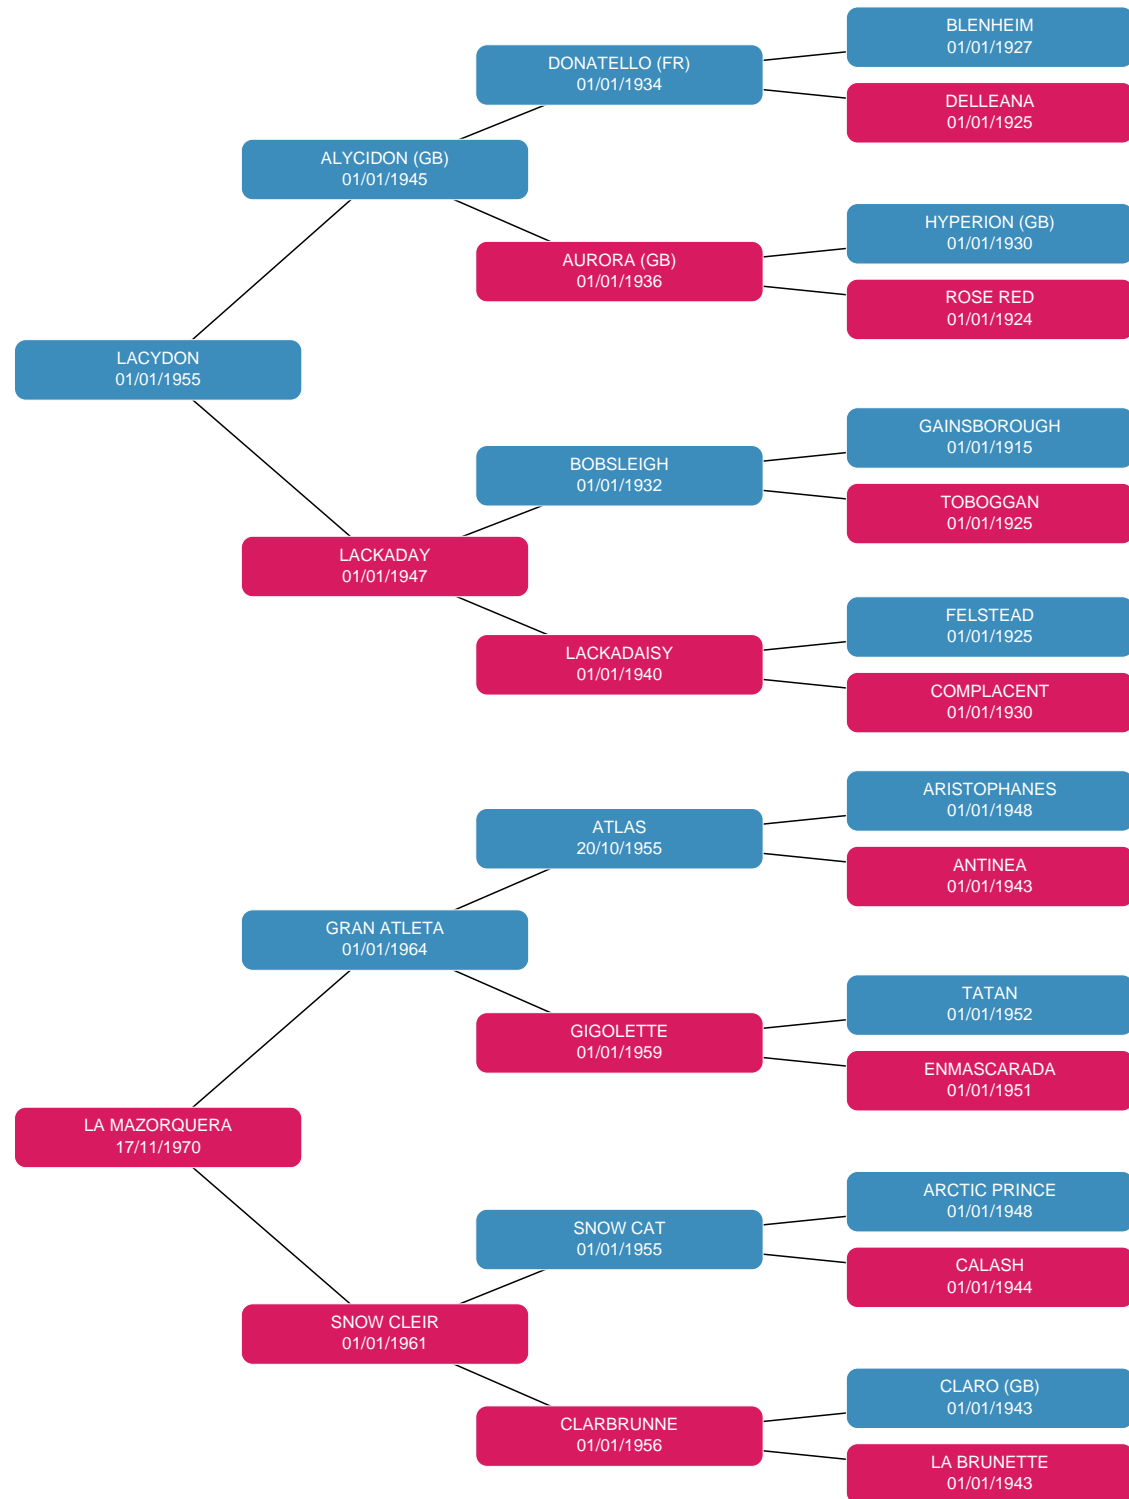 BLENHEIM
01/01/1927
DONATELLO (FR)
01/01/1934
DELLEANA
01/01/1925
ALYCIDON (GB)
01/01/1945
HYPERION (GB)
01/01/1930
AURORA (GB)
01/01/1936
ROSE RED
01/01/1924
LACYDON
01/01/1955
GAINSBOROUGH
01/01/1915
BOBSLEIGH
01/01/1932
TOBOGGAN
01/01/1925
LACKADAY
01/01/1947
FELSTEAD
01/01/1925
LACKADAISY
01/01/1940
COMPLACENT
01/01/1930
ARISTOPHANES
01/01/1948
ATLAS
20/10/1955
ANTINEA
01/01/1943
GRAN ATLETA
01/01/1964
TATAN
01/01/1952
GIGOLETTE
01/01/1959
ENMASCARADA
01/01/1951
LA MAZORQUERA
17/11/1970
ARCTIC PRINCE
01/01/1948
SNOW CAT
01/01/1955
CALASH
01/01/1944
SNOW CLEIR
01/01/1961
CLARO (GB)
01/01/1943
CLARBRUNNE
01/01/1956
LA BRUNETTE
01/01/1943